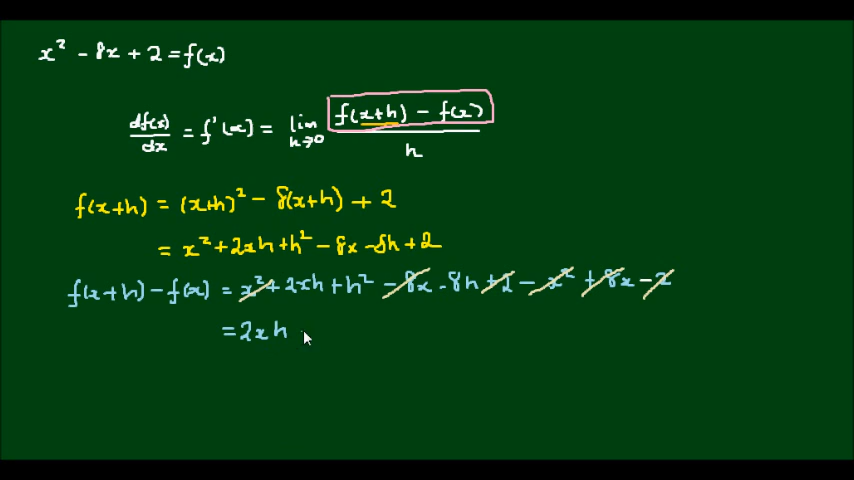 x² - 8x + 2 = f(x)
df(x)/dx = f'(x) = lim h→0 (f(x+h) - f(x))/h
f(x+h) = (x+h)² - 8(x+h) + 2
= x² + 2xh + h² - 8x - 8h + 2
f(x+h) - f(x) = x² + 2xh + h² - 8x - 8h + 2 - x² + 8x - 2
= 2xh